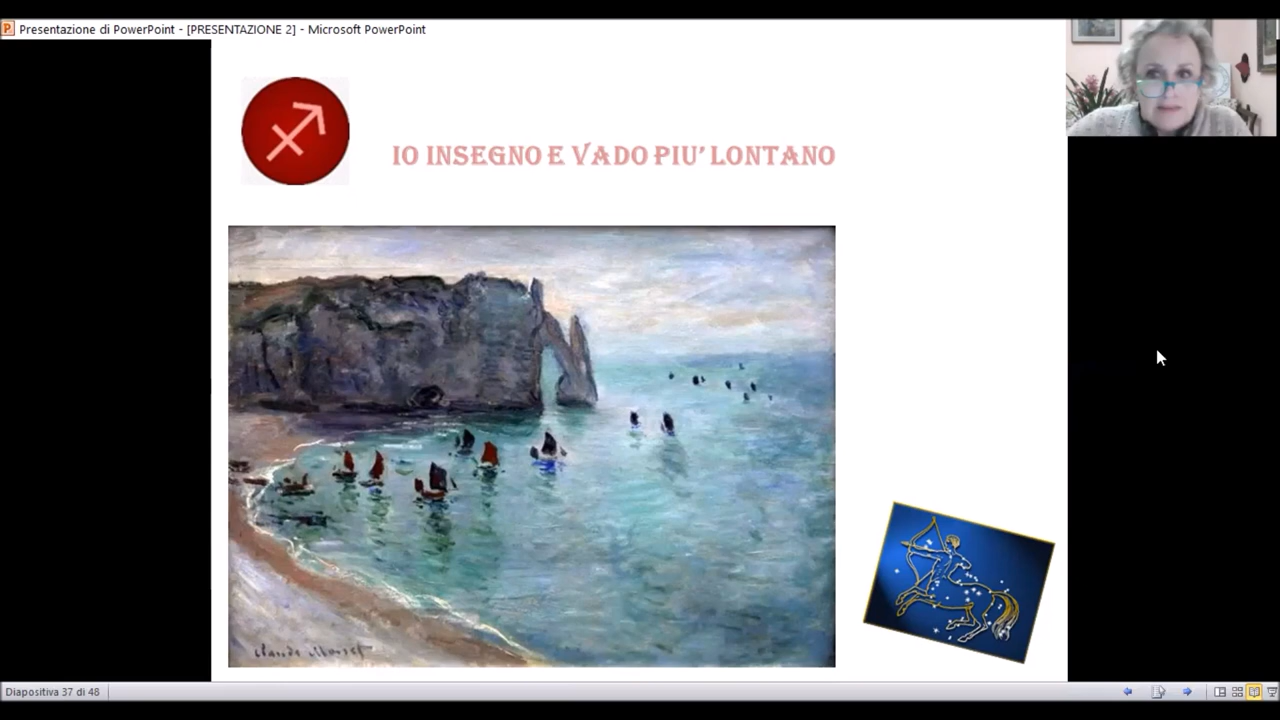 Presentazione di PowerPoint - [PRESENTAZIONE 2] - Microsoft PowerPoint
IO INSEGNO E VADO PIU' LONTANO
Claude Monet
Diapositiva 37 di 48